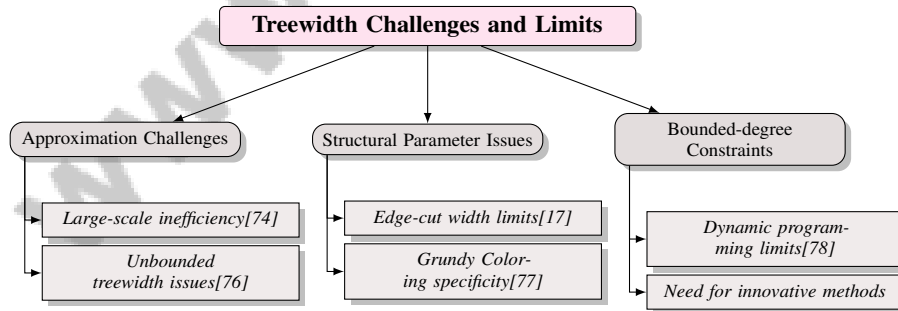 Treewidth Challenges and Limits
Approximation Challenges
Structural Parameter Issues
Bounded-degree
Constraints
Large-scale inefficiency[74]
Unbounded
treewidth issues[76]
Edge-cut width limits[17]
Grundy Color-
ing specificity[77]
Dynamic program-
ming limits[78]
Need for innovative methods
www